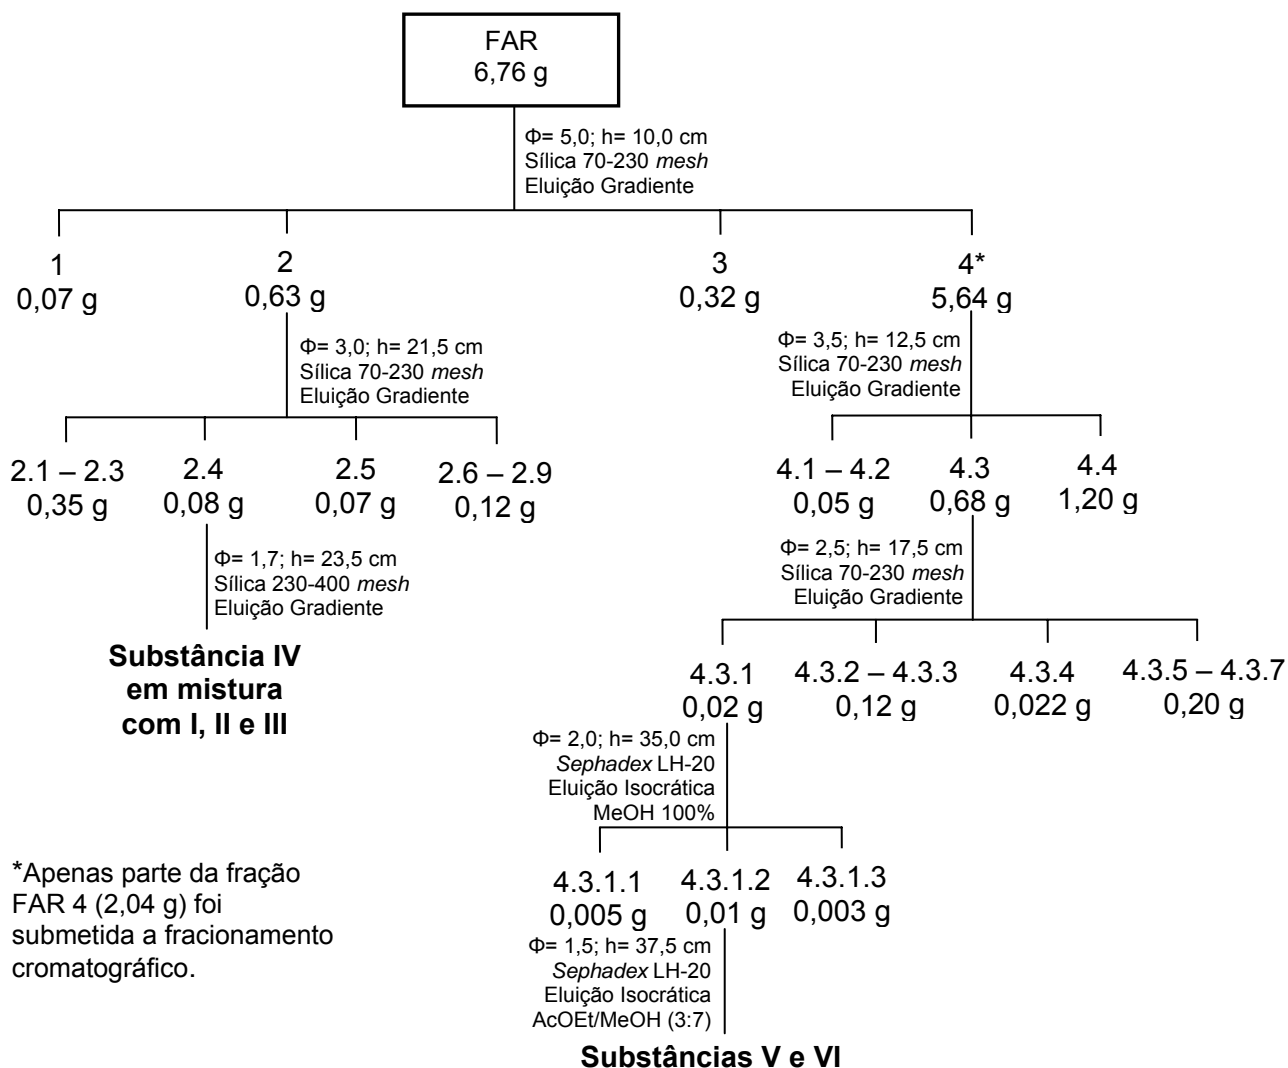 FAR
6,76 g
Φ= 5,0; h= 10,0 cm
Sílica 70-230 mesh
Eluição Gradiente
1
0,07 g
2
0,63 g
3
0,32 g
4*
5,64 g
Φ= 3,0; h= 21,5 cm
Sílica 70-230 mesh
Eluição Gradiente
Φ= 3,5; h= 12,5 cm
Sílica 70-230 mesh
Eluição Gradiente
2.1 – 2.3
0,35 g
2.4
0,08 g
2.5
0,07 g
2.6 – 2.9
0,12 g
4.1 – 4.2
0,05 g
4.3
0,68 g
4.4
1,20 g
Φ= 1,7; h= 23,5 cm
Sílica 230-400 mesh
Eluição Gradiente
Φ= 2,5; h= 17,5 cm
Sílica 70-230 mesh
Eluição Gradiente
Substância IV
em mistura
com I, II e III
4.3.1
0,02 g
4.3.2 – 4.3.3
0,12 g
4.3.4
0,022 g
4.3.5 – 4.3.7
0,20 g
Φ= 2,0; h= 35,0 cm
Sephadex LH-20
Eluição Isocrática
MeOH 100%
4.3.1.1
0,005 g
4.3.1.2
0,01 g
4.3.1.3
0,003 g
Φ= 1,5; h= 37,5 cm
Sephadex LH-20
Eluição Isocrática
AcOEt/MeOH (3:7)
Substâncias V e VI
*Apenas parte da fração
FAR 4 (2,04 g) foi
submetida a fracionamento
cromatográfico.